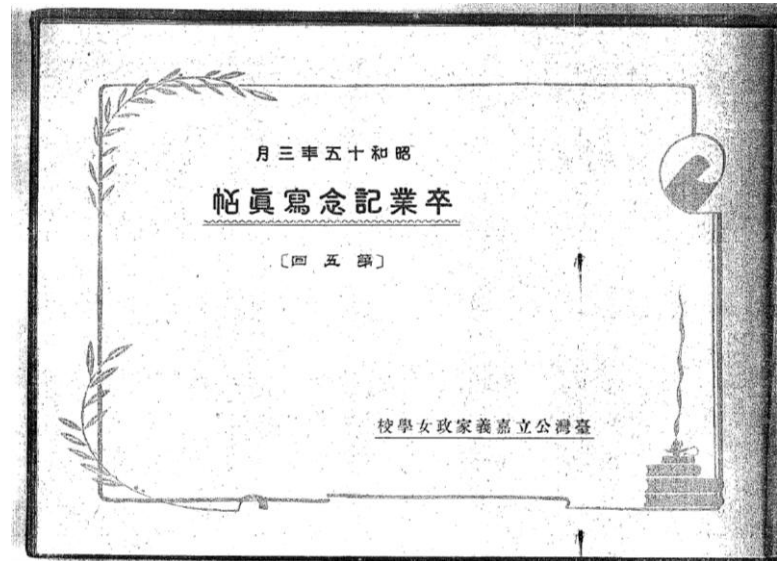 昭和十五年三月
卒業記念寫眞帖
〔第五回〕
臺灣公立嘉義家政女學校